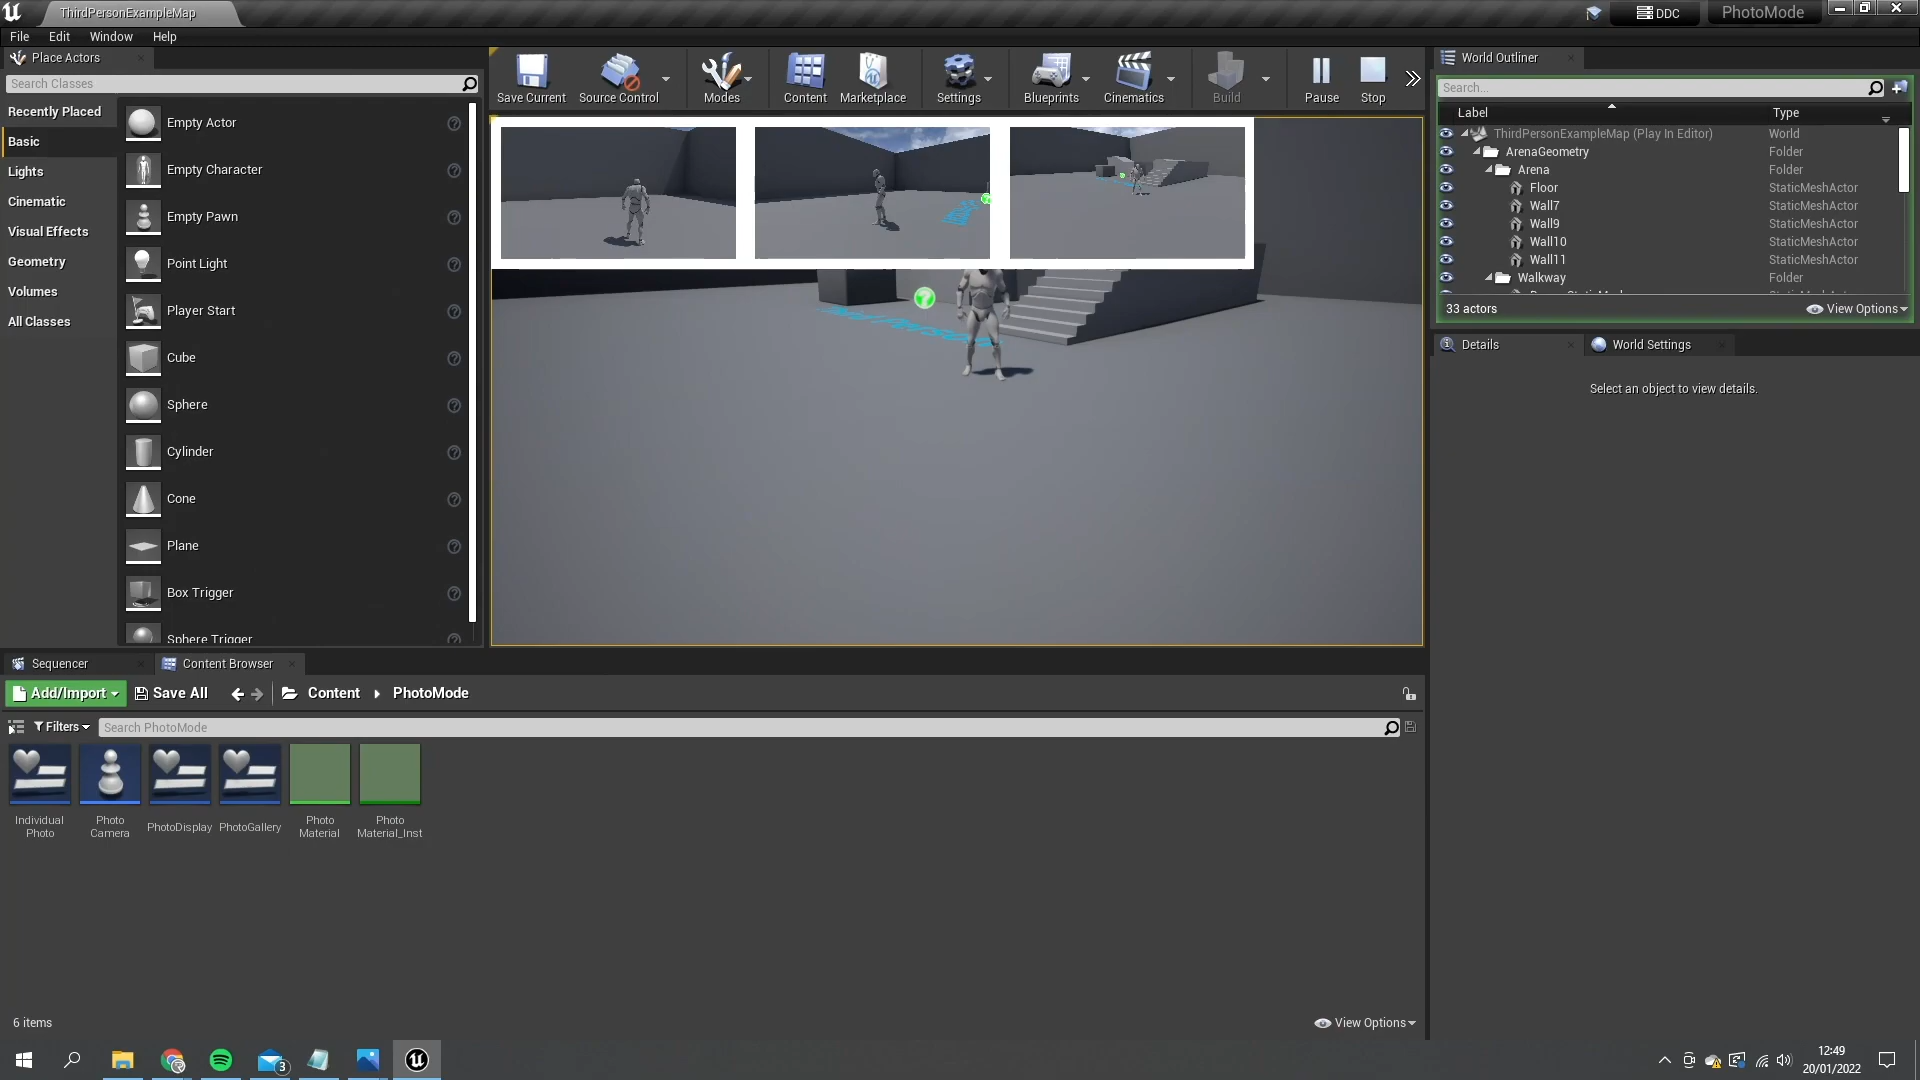 ThirdPersonExampleMap
DDC
PhotoMode
File Edit Window Help
Place Actors
Search Classes
Recently Placed
Basic
Lights
Cinematic
Visual Effects
Geometry
Volumes
All Classes
Empty Actor
Empty Character
Empty Pawn
Point Light
Player Start
Cube
Sphere
Cylinder
Cone
Plane
Box Trigger
Sphere Trigger
Save Current
Source Control
Modes
Content
Marketplace
Settings
Blueprints
Cinematics
Build
Pause
Stop
World Outliner
Search...
Label Type
ThirdPersonExampleMap (Play In Editor) World
ArenaGeometry Folder
Arena Folder
Floor StaticMeshActor
Wall7 StaticMeshActor
Wall9 StaticMeshActor
Wall10 StaticMeshActor
Wall11 StaticMeshActor
Walkway Folder
33 actors
View Options
Details
World Settings
Select an object to view details.
Sequencer
Content Browser
Add/Import
Save All
Content
PhotoMode
Filters
Search PhotoMode
Individual Photo
Photo Camera
PhotoDisplay
PhotoGallery
Photo Material
Photo Material_Inst
6 items
View Options
3
12:49
20/01/2022